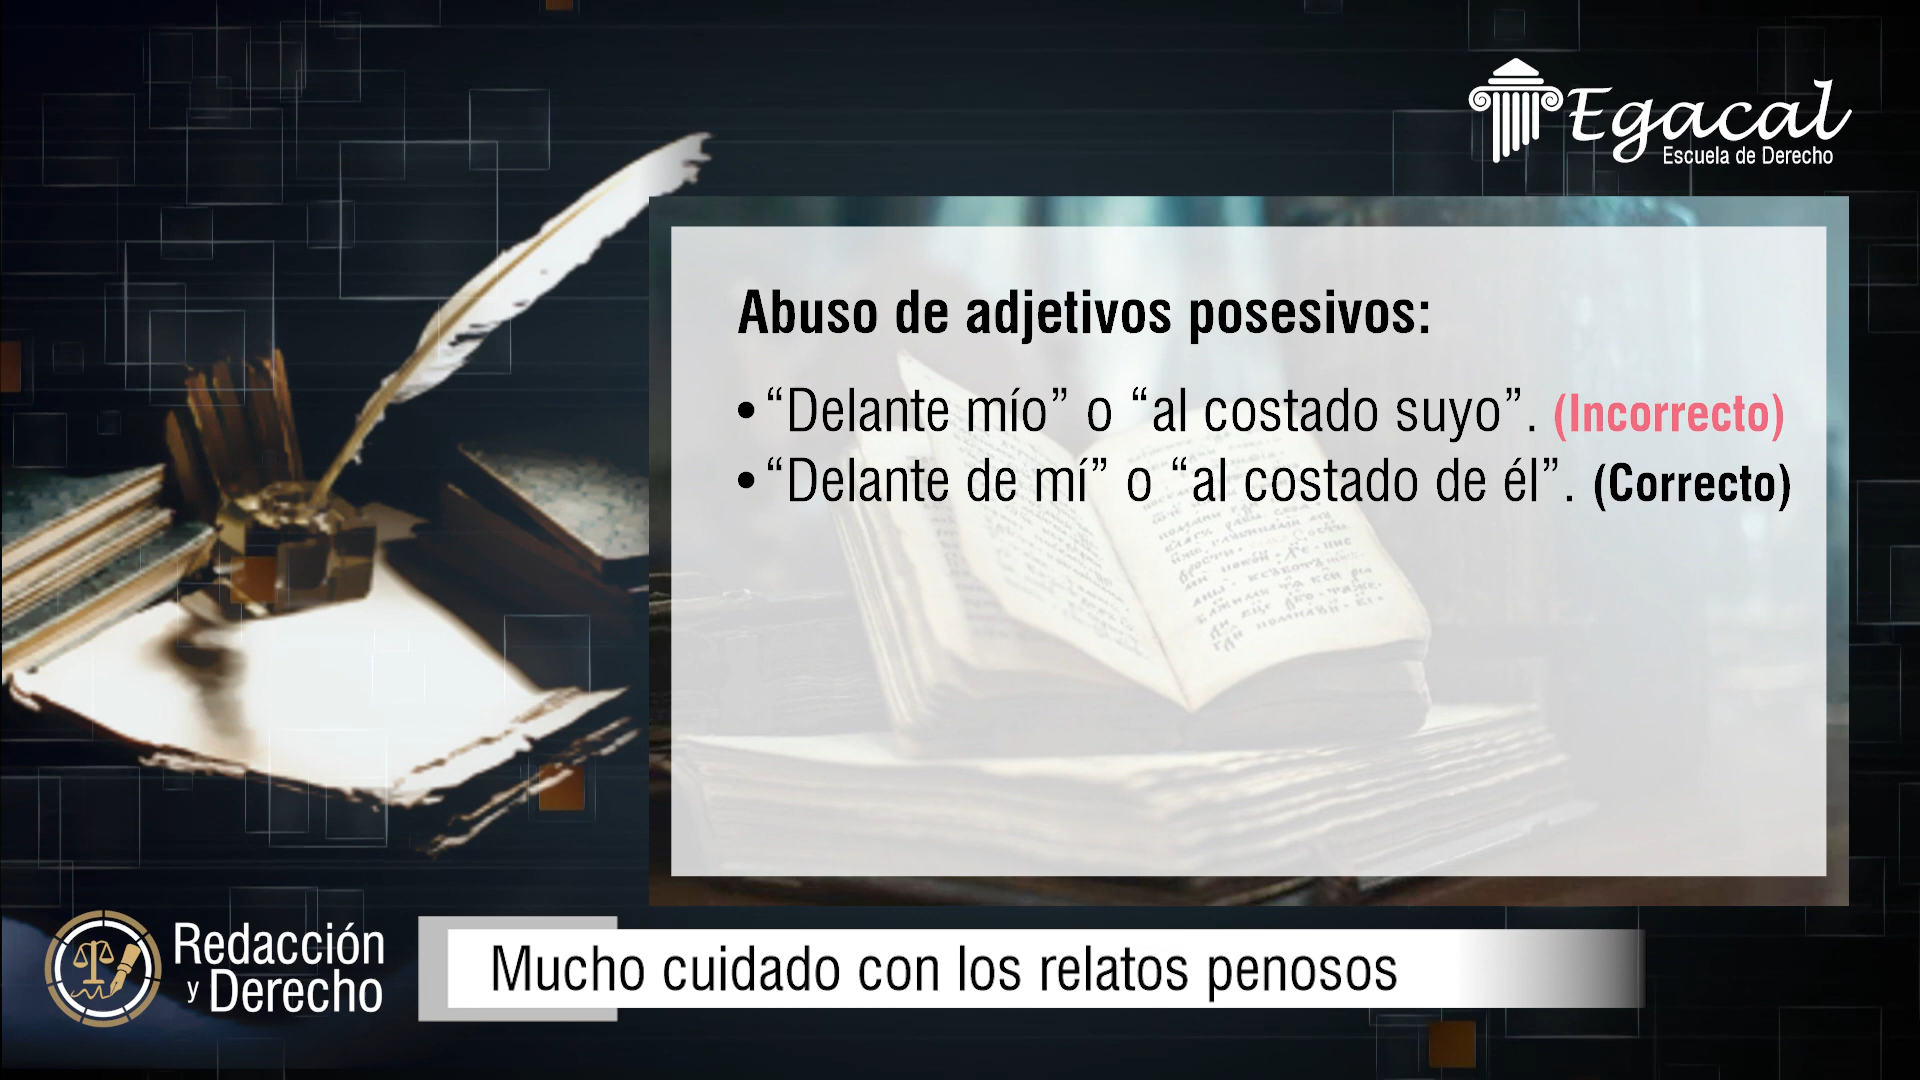 Egacal
Escuela de Derecho
Abuso de adjetivos posesivos:
• “Delante mío” o “al costado suyo”. (Incorrecto)
• “Delante de mí” o “al costado de él”. (Correcto)
Redacción
y Derecho
Mucho cuidado con los relatos penosos